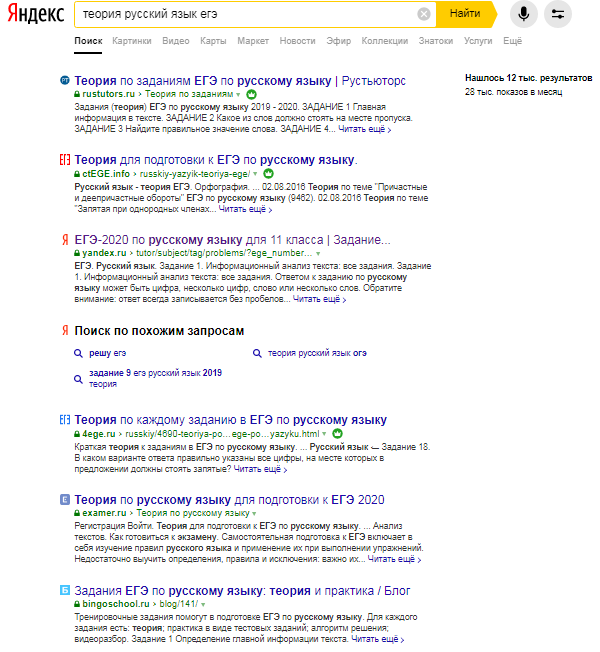 Яндекс
теория русский язык егэ
Найти
Поиск Картинки Видео Карты Маркет Новости Эфир Коллекции Знатоки Услуги Ещё
Теория по заданиям ЕГЭ по русскому языку | Рустьюторс
rustutors.ru › Теория по заданиям
Задания (теория) ЕГЭ по русскому языку 2019 - 2020. ЗАДАНИЕ 1 Главная
информация в тексте. ЗАДАНИЕ 2 Какое из слов должно стоять на месте пропуска.
ЗАДАНИЕ 3 Найдите правильное значение слова. ЗАДАНИЕ 4... Читать ещё ›
Нашлось 12 тыс. результатов
28 тыс. показов в месяц
Теория для подготовки к ЕГЭ по русскому языку.
ctEGE.info › russkiy-yazyik-teoriya-ege/
Русский язык - теория ЕГЭ. Орфография. ... 02.08.2016 Теория по теме "Причастные
и деепричастные обороты" ЕГЭ по русскому языку (9462). 02.08.2016 Теория по теме
"Запятая при однородных членах... Читать ещё ›
ЕГЭ-2020 по русскому языку для 11 класса | Задание...
yandex.ru › tutor/subject/tag/problems/?ege_number...
ЕГЭ. Русский язык. Задание 1. Информационный анализ текста: все задания. Задание
1. Информационный анализ текста: все задания. Ответом к заданию по русскому
языку может быть цифра, несколько цифр, слово или несколько слов. Обратите
внимание: ответ всегда записывается без пробелов... Читать ещё ›
Поиск по похожим запросам
решу егэ
теория русский язык огэ
задание 9 егэ русский язык 2019
теория
Теория по каждому заданию в ЕГЭ по русскому языку
4ege.ru › russkiy/4690-teoriya-po...ege-po...yazyku.html
Краткая теория к заданиям в ЕГЭ по русскому языку. ... Русский язык ← Задание 18.
В каком варианте ответа правильно указаны все цифры, на месте которых в
предложении должны стоять запятые? Читать ещё ›
Теория по русскому языку для подготовки к ЕГЭ 2020
examer.ru › Теория по русскому языку
Регистрация Войти. Теория для подготовки к ЕГЭ по русскому языку. ... Анализ
текстов. Как готовиться к экзамену. Самостоятельная подготовка к ЕГЭ включает в
себя изучение правил русского языка и применение их при выполнении упражнений.
Недостаточно выучить определения, правила и исключения: важно их... Читать ещё ›
Задания ЕГЭ по русскому языку: теория и практика / Блог
bingoschool.ru › blog/141/
Тренировочные задания помогут в подготовке ЕГЭ по русскому языку. Для каждого
задания есть: теория; практика в виде тестовых заданий; алгоритм решения;
видеоразбор. Задание 1 Определение главной информации текста. Читать ещё ›